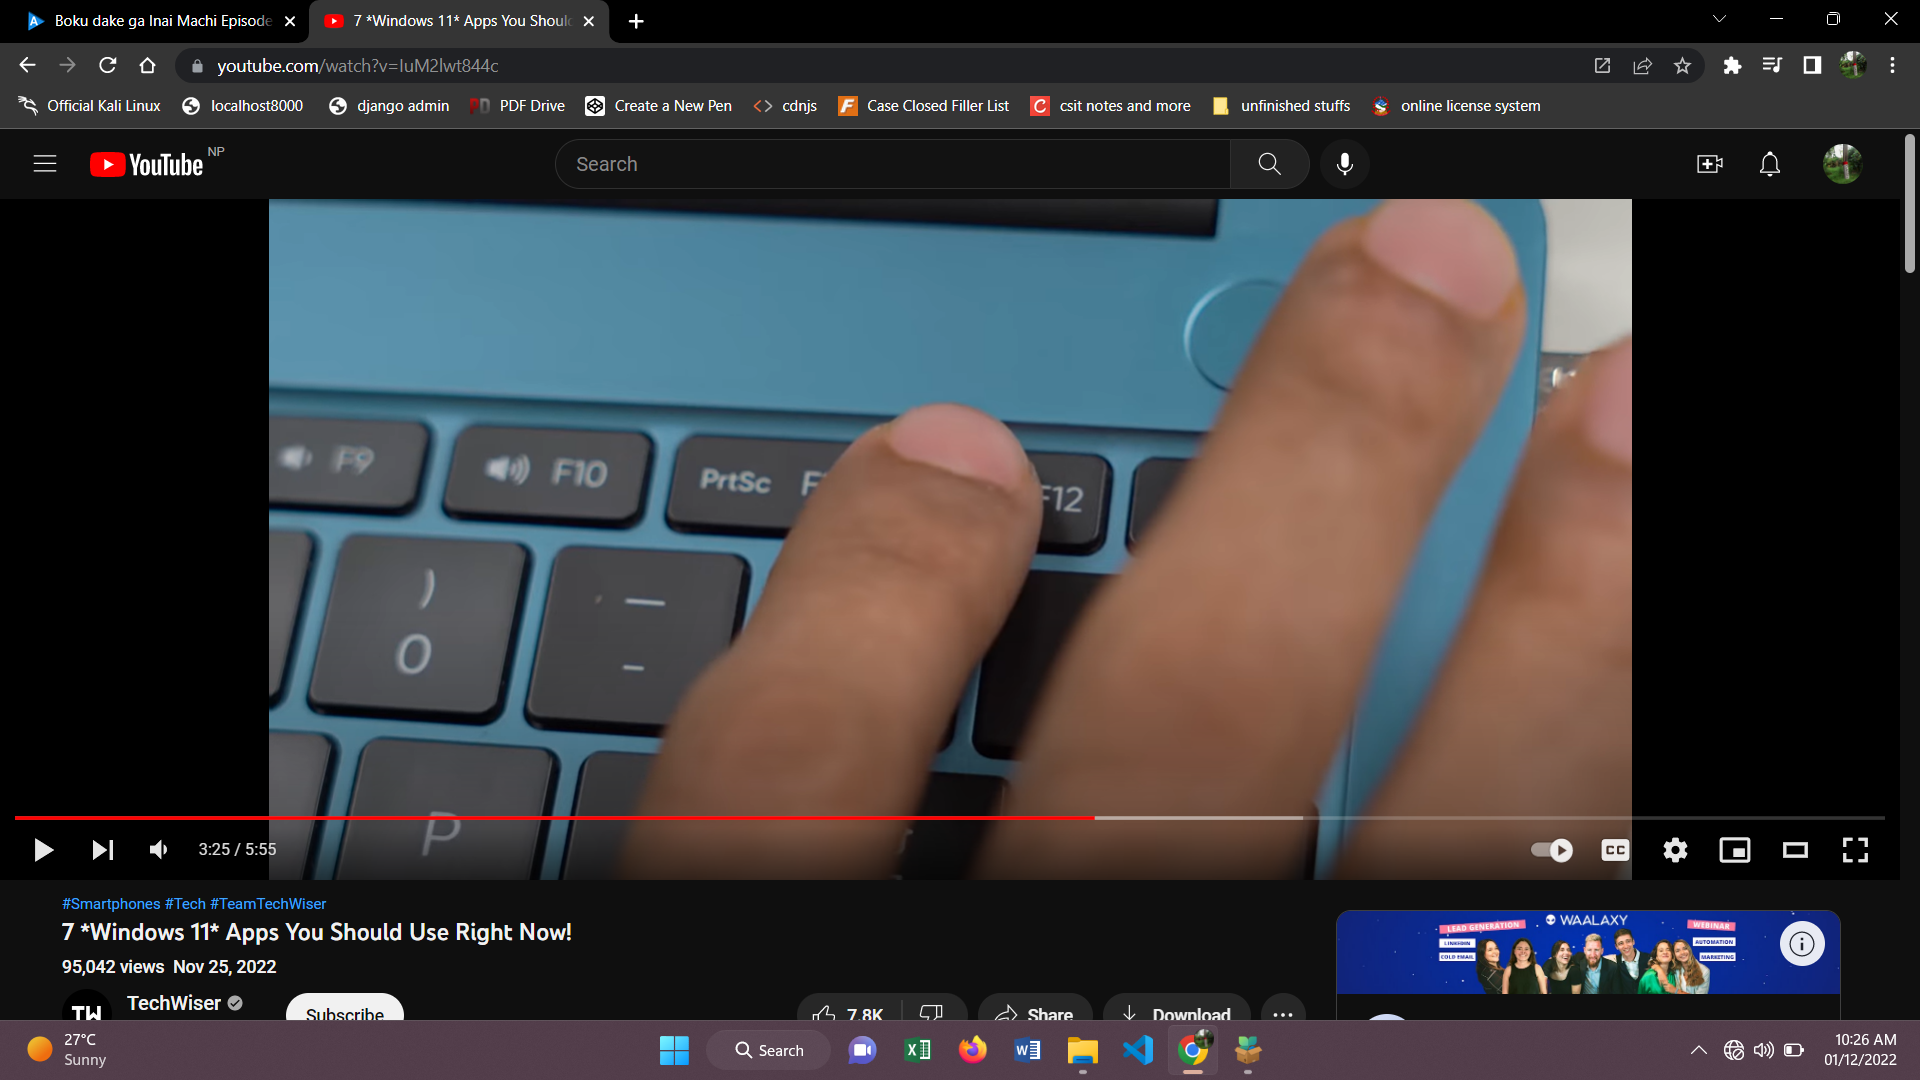 Boku dake ga Inai Machi Episode
7 *Windows 11* Apps You Should
youtube.com/watch?v=IuM2lwt844c
Official Kali Linux
localhost8000
django admin
PDF Drive
Create a New Pen
cdnjs
Case Closed Filler List
csit notes and more
unfinished stuffs
online license system
YouTube NP
Search
F9
F10
PrtSc F
F12
)
0
—
-
P
3:25 / 5:55
CC
#Smartphones #Tech #TeamTechWiser
7 *Windows 11* Apps You Should Use Right Now!
95,042 views Nov 25, 2022
TW
TechWiser
Subscribe
7.8K
Share
Download
WAALAXY
LEAD GENERATION
LINKEDIN
COLD EMAIL
WEBINAR
AUTOMATION
MARKETING
27°C
Sunny
Search
10:26 AM
01/12/2022